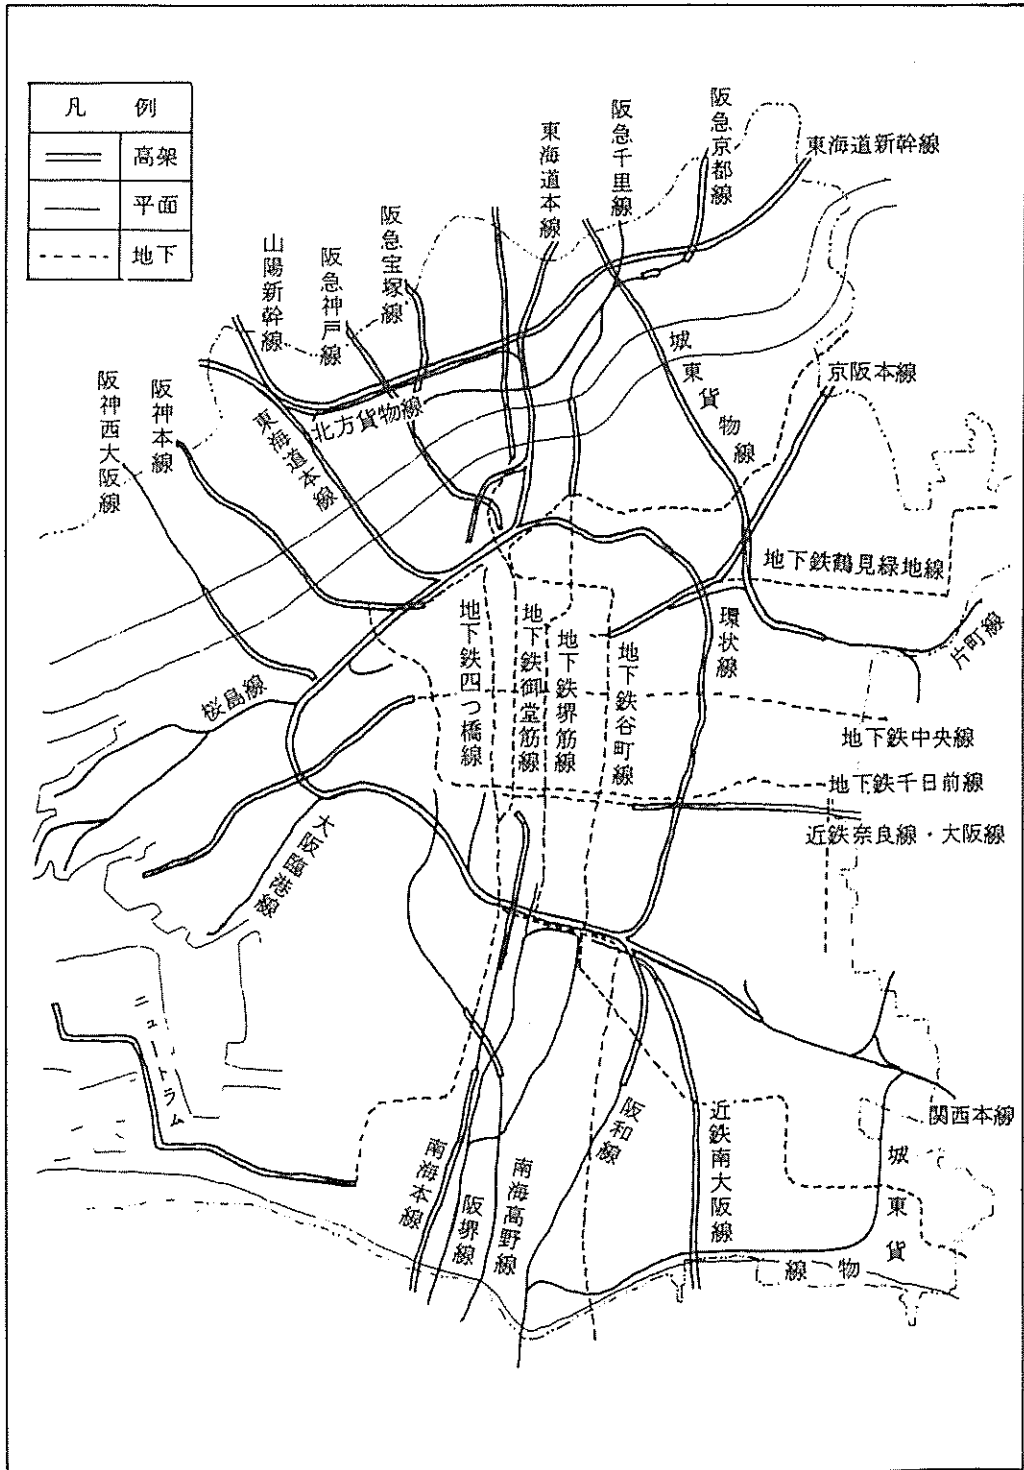 凡例
高架
平面
地下
阪急京都線
阪急千里線
東海道本線
東海道新幹線
阪急宝塚線
山陽新幹線
阪急神戸線
城東貨物線
京阪本線
阪神西大阪線
阪神本線
東海道本線
北方貨物線
地下鉄鶴見緑地線
片町線
環状線
地下鉄四つ橋線
地下鉄御堂筋線
地下鉄堺筋線
地下鉄谷町線
桜島線
地下鉄中央線
地下鉄千日前線
近鉄奈良線・大阪線
大阪臨港線
ニュートラム
関西本線
阪和線
近鉄南大阪線
南海本線
阪堺線
南海高野線
城東貨物線